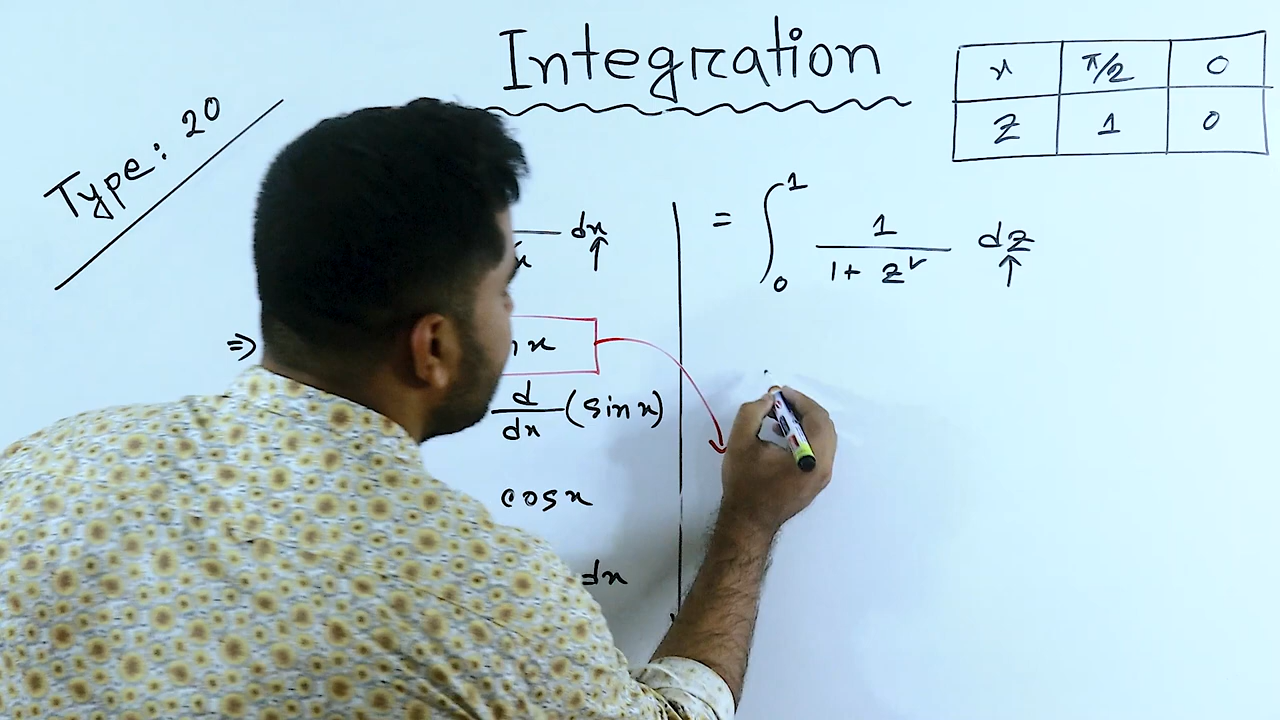 Integration
Type: 20
x π/2 0
z 1 0
dx
x
⇒ x
d/dx (sin x)
cos x
dx
= ∫₀¹ 1/(1 + z²) dz